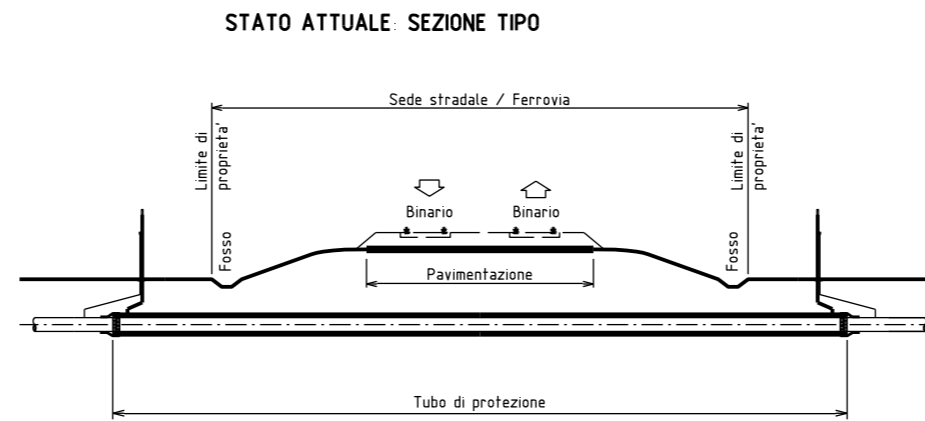 STATO ATTUALE: SEZIONE TIPO
Sede stradale / Ferrovia
Limite di
proprieta'
Limite di
proprieta'
Binario
Binario
Fosso
Fosso
Pavimentazione
Tubo di protezione